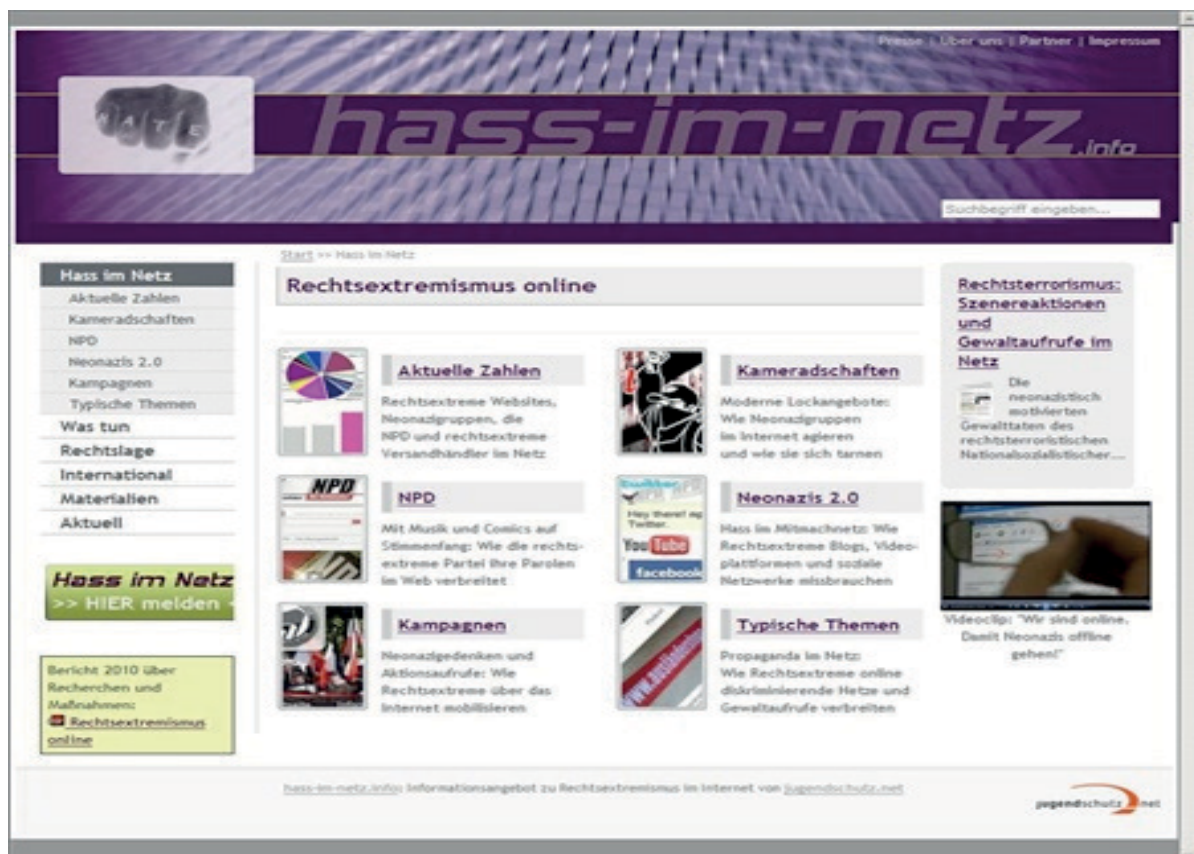 Presse | Über uns | Partner | Impressum
HATE
hass-im-netz.info
Suchbegriff eingeben...
Start >> Hass im Netz
Hass im Netz
Aktuelle Zahlen
Kameradschaften
NPD
Neonazis 2.0
Kampagnen
Typische Themen
Was tun
Rechtslage
International
Materialien
Aktuell
Hass im Netz
>> HIER melden
Bericht 2010 über
Recherchen und
Maßnahmen:
Rechtsextremismus
online
Rechtsextremismus online
Aktuelle Zahlen
Rechtsextreme Websites,
Neonazigruppen, die
NPD und rechtsextreme
Versandhändler im Netz
Kameradschaften
Moderne Lockangebote:
Wie Neonazigruppen
im Internet agieren
und wie sie sich tarnen
NPD
NPD
Mit Musik und Comics auf
Stimmenfang: Wie die rechts-
extreme Partei ihre Parolen
im Web verbreitet
twitter
Hey there!
Twitter.
YouTube
facebook
Neonazis 2.0
Hass im Mitmachnetz: Wie
Rechtsextreme Blogs, Video-
plattformen und soziale
Netzwerke missbrauchen
Kampagnen
Neonazigedenken und
Aktionsaufrufe: Wie
Rechtsextreme über das
Internet mobilisieren
Typische Themen
Propaganda im Netz:
Wie Rechtsextreme online
diskriminierende Hetze und
Gewaltaufrufe verbreiten
Rechtsterrorismus:
Szenereaktionen
und
Gewaltaufrufe im
Netz
Die
neonazistisch
motivierten
Gewalttaten des
rechtsterroristischen
Nationalsozialistischer...
Videoclip: "Wir sind online.
Damit Neonazis offline
gehen!"
hass-im-netz.info: Informationsangebot zu Rechtsextremismus im Internet von jugendschutz.net
jugendschutz net